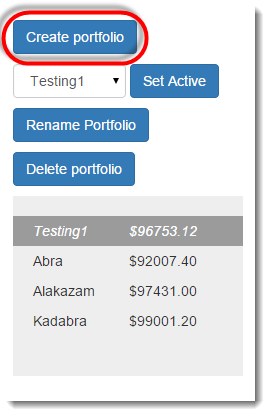 Create portfolio
Testing1 Set Active
Rename Portfolio
Delete portfolio
Testing1 $96753.12
Abra $92007.40
Alakazam $97431.00
Kadabra $99001.20